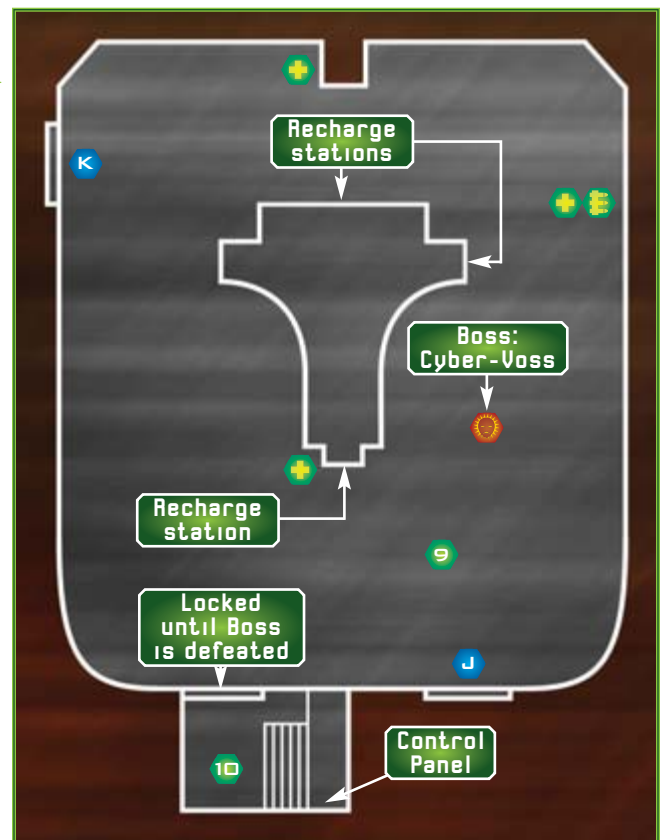 Recharge
stations
K
Boss:
Cyber-Voss
Recharge
station
9
Locked
until Boss
is defeated
J
Control
Panel
10